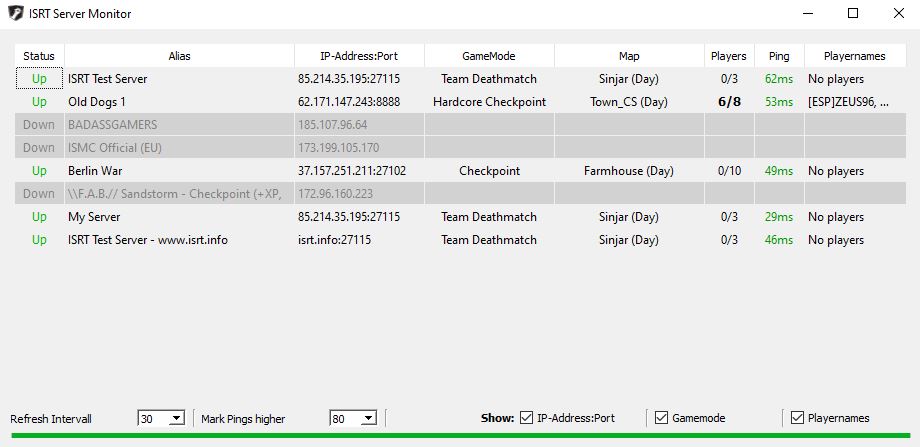 ISRT Server Monitor
Status Alias IP-Address:Port GameMode Map Players Ping Playernames
Up ISRT Test Server 85.214.35.195:27115 Team Deathmatch Sinjar (Day) 0/3 62ms No players
Up Old Dogs 1 62.171.147.243:8888 Hardcore Checkpoint Town_CS (Day) 6/8 53ms [ESP]ZEUS96, ...
Down BADASSGAMERS 185.107.96.64
Down ISMC Official (EU) 173.199.105.170
Up Berlin War 37.157.251.211:27102 Checkpoint Farmhouse (Day) 0/10 49ms No players
Down \\F.A.B.// Sandstorm - Checkpoint (+XP, 172.96.160.223
Up My Server 85.214.35.195:27115 Team Deathmatch Sinjar (Day) 0/3 29ms No players
Up ISRT Test Server - www.isrt.info isrt.info:27115 Team Deathmatch Sinjar (Day) 0/3 46ms No players
Refresh Intervall 30 Mark Pings higher 80 Show: IP-Address:Port Gamemode Playernames